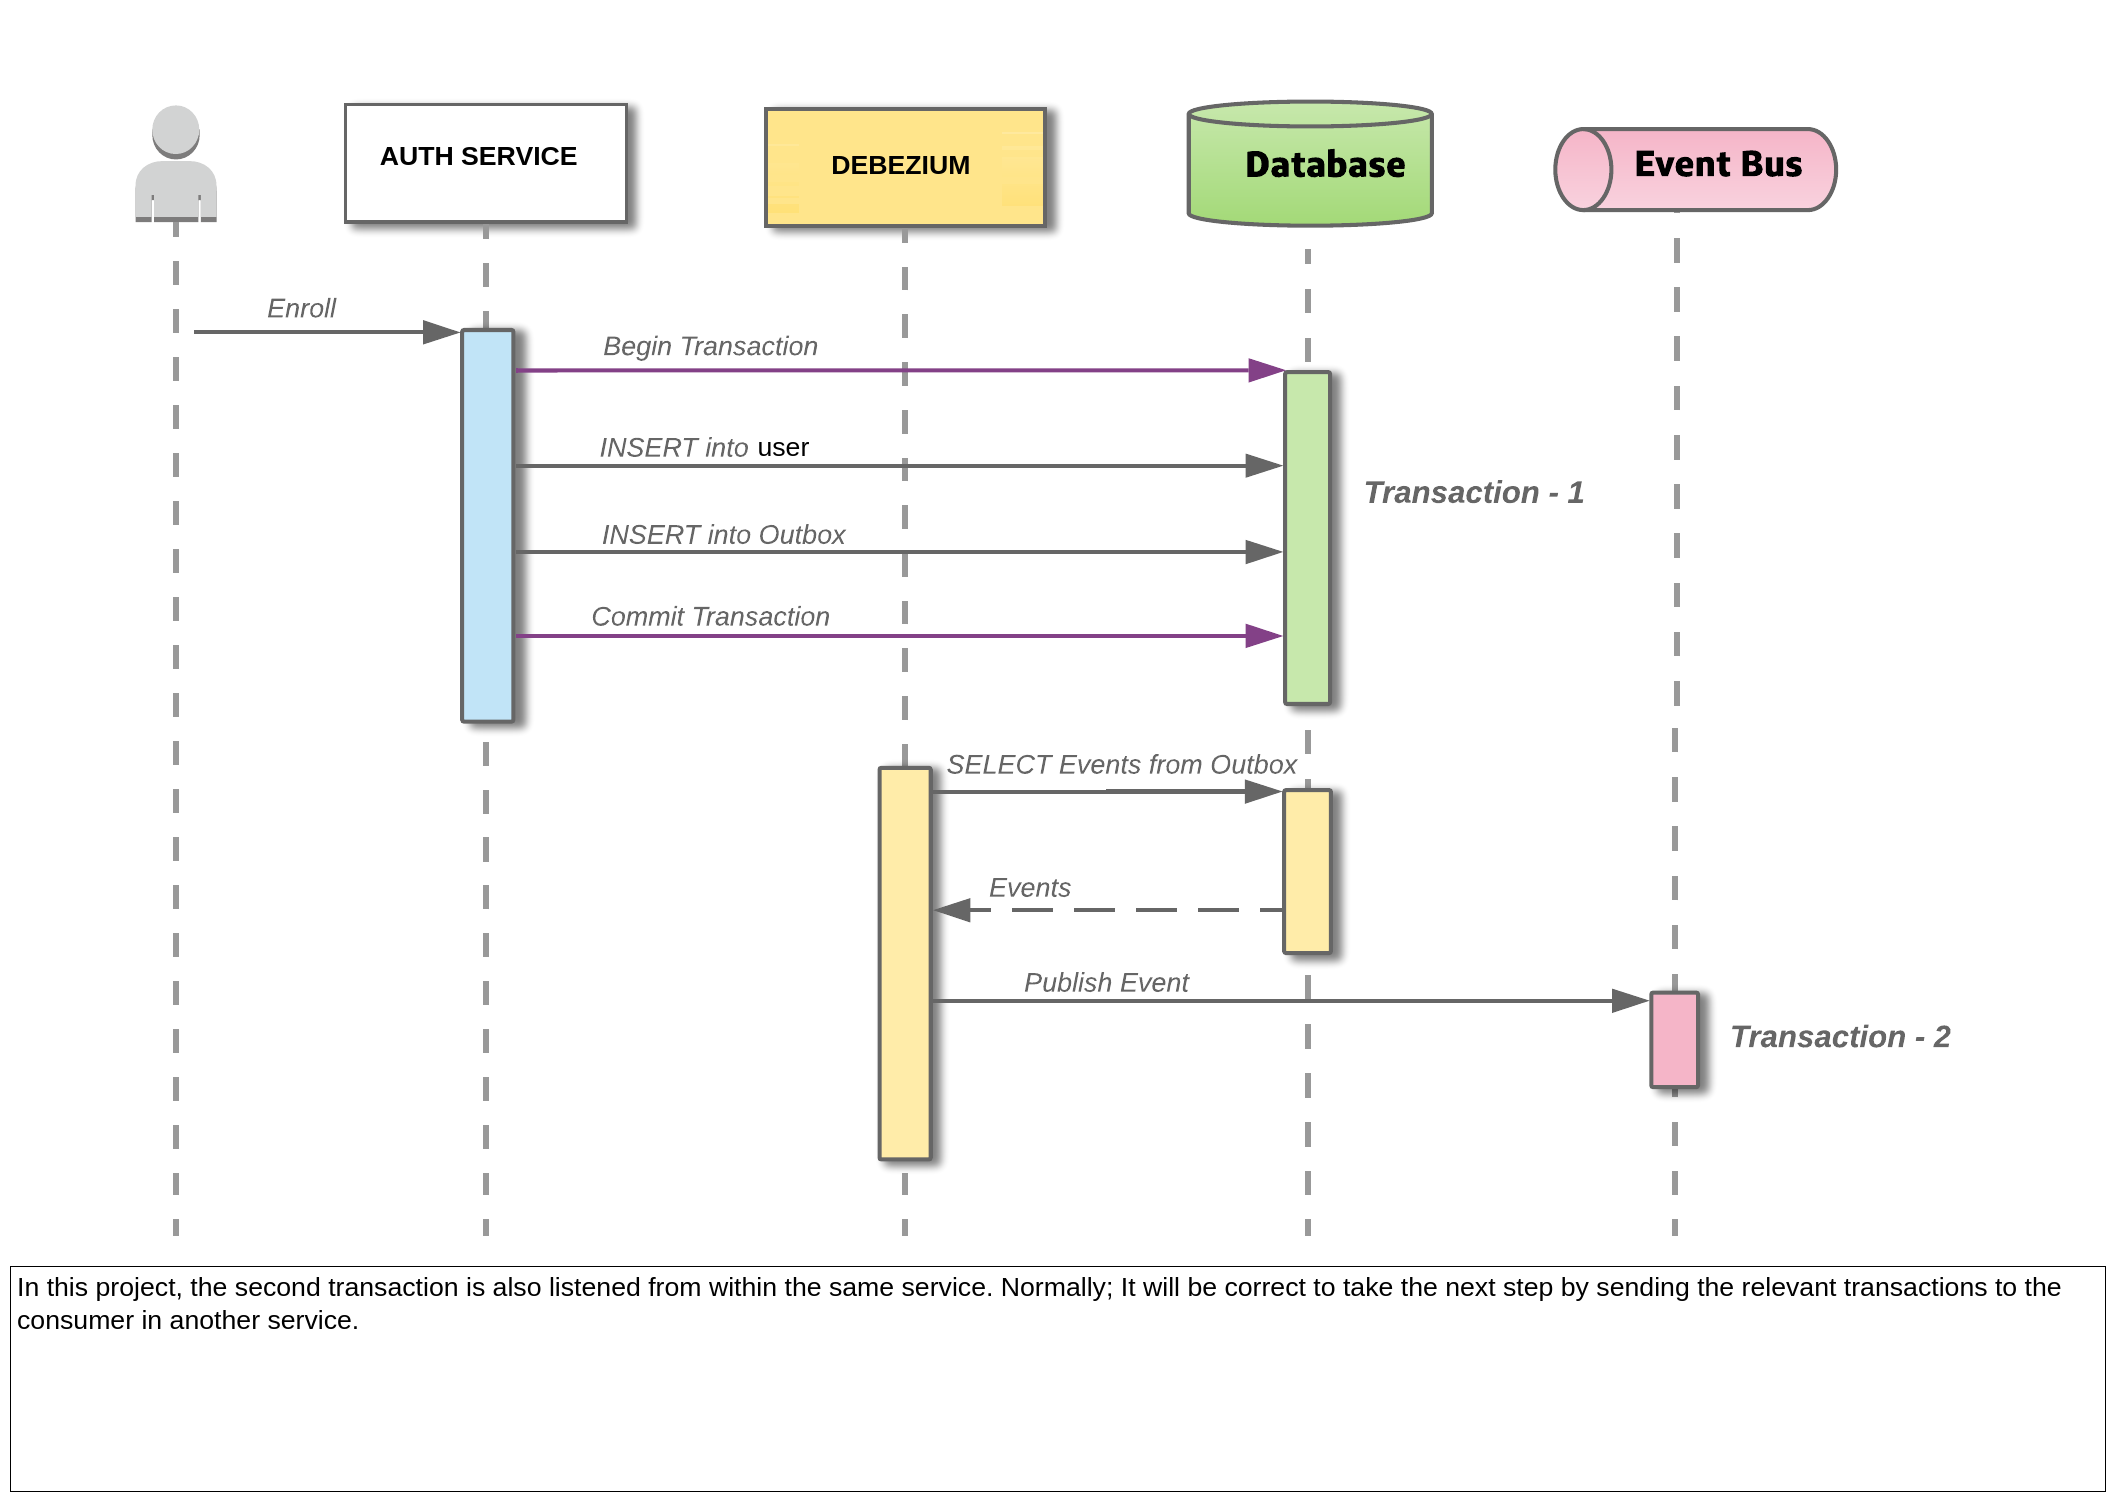 AUTH SERVICE
DEBEZIUM
Database
Event Bus
Enroll
Begin Transaction
INSERT into user
Transaction - 1
INSERT into Outbox
Commit Transaction
SELECT Events from Outbox
Events
Publish Event
Transaction - 2
In this project, the second transaction is also listened from within the same service. Normally; It will be correct to take the next step by sending the relevant transactions to the
consumer in another service.